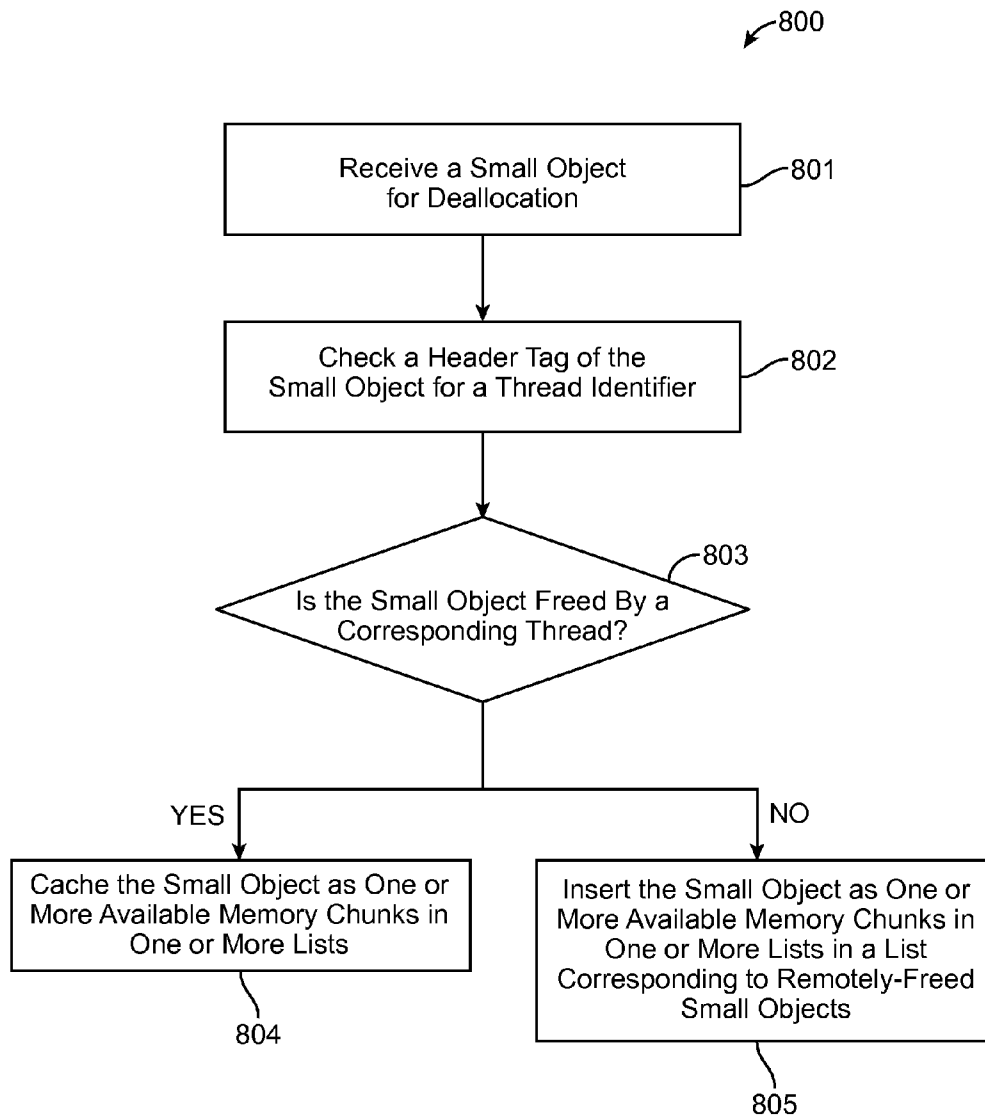 800
Receive a Small Object
for Deallocation
801
Check a Header Tag of the
Small Object for a Thread Identifier
802
803
Is the Small Object Freed By a
Corresponding Thread?
YES
NO
Cache the Small Object as One or
More Available Memory Chunks in
One or More Lists
804
Insert the Small Object as One or
More Available Memory Chunks in
One or More Lists in a List
Corresponding to Remotely-Freed
Small Objects
805